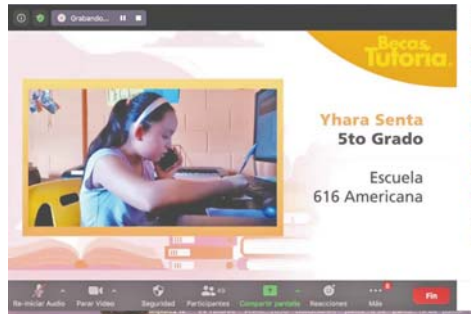 Grabando...
Becas
Tutoría.
Yhara Senta
5to Grado
Escuela
616 Americana
Re-iniciar Audio
Parar Video
Seguridad
Participantes
Compartir pantalla
Reacciones
Más
Fin